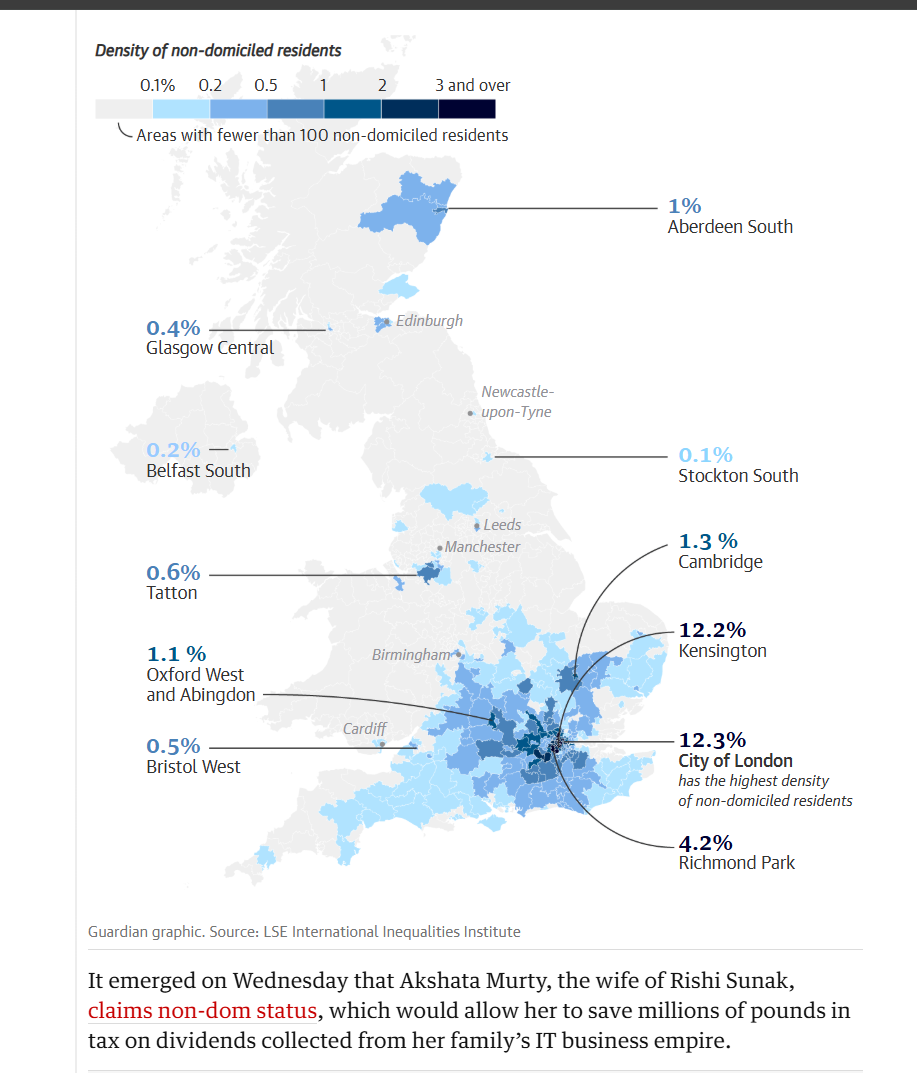 Density of non-domiciled residents
0.1% 0.2 0.5 1 2 3 and over
Areas with fewer than 100 non-domiciled residents
1%
Aberdeen South
Edinburgh
0.4%
Glasgow Central
Newcastle-
upon-Tyne
0.2%
Belfast South
0.1%
Stockton South
Leeds
Manchester
1.3 %
Cambridge
0.6%
Tatton
12.2%
Kensington
1.1 %
Oxford West
and Abingdon
Birmingham
Cardiff
0.5%
Bristol West
12.3%
City of London
has the highest density
of non-domiciled residents
4.2%
Richmond Park
Guardian graphic. Source: LSE International Inequalities Institute
It emerged on Wednesday that Akshata Murty, the wife of Rishi Sunak,
claims non-dom status, which would allow her to save millions of pounds in
tax on dividends collected from her family’s IT business empire.